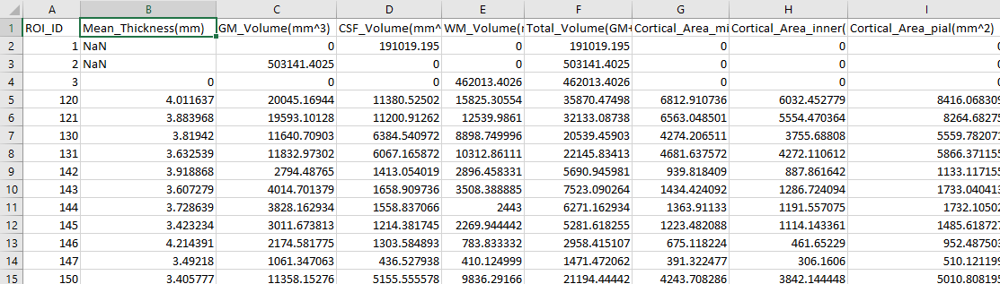 A B C D E F G H I
1 ROI_ID Mean_Thickness(mm) GM_Volume(mm^3) CSF_Volume(mm^ WM_Volume(r Total_Volume(GM+ Cortical_Area_mi Cortical_Area_inner( Cortical_Area_pial(mm^2)
2 1 NaN 0 191019.195 0 191019.195 0 0 0
3 2 NaN 503141.4025 0 0 503141.4025 0 0 0
4 3 0 0 0 462013.4026 462013.4026 0 0 0
5 120 4.011637 20045.16944 11380.52502 15825.30554 35870.47498 6812.910736 6032.452779 8416.068309
6 121 3.883968 19593.10128 11200.91262 12539.9861 32133.08738 6563.048501 5554.470364 8264.68275
7 130 3.81942 11640.70903 6384.540972 8898.749996 20539.45903 4274.206511 3755.68808 5559.782071
8 131 3.632539 11832.97302 6067.165872 10312.86111 22145.83413 4681.637572 4272.110612 5866.371155
9 142 3.918868 2794.48765 1413.054019 2896.458331 5690.945981 939.818409 887.861642 1133.117155
10 143 3.607279 4014.701379 1658.909736 3508.388885 7523.090264 1434.424092 1286.724094 1733.040413
11 144 3.728639 3828.162934 1558.837066 2443 6271.162934 1363.91133 1191.557075 1732.10502
12 145 3.423234 3011.673813 1214.381745 2269.944442 5281.618255 1223.482088 1114.143361 1485.618727
13 146 4.214391 2174.581775 1303.584893 783.833332 2958.415107 675.118224 461.65229 952.487503
14 147 3.49218 1061.347063 436.527938 410.124999 1471.472062 391.322477 306.1606 510.121199
15 150 3.405777 11358.15276 5155.555578 9836.29166 21194.44442 4243.708286 3842.144448 5010.808195